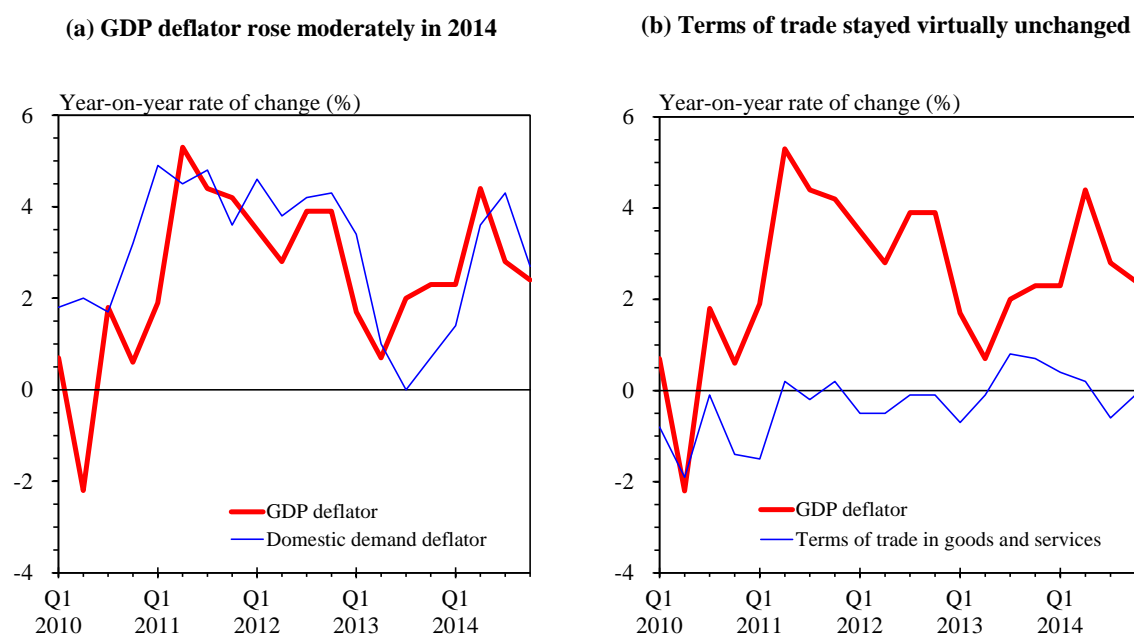 (a) GDP deflator rose moderately in 2014
Year-on-year rate of change (%)
6
4
2
0
-2
-4
GDP deflator
Domestic demand deflator
Q1 Q1 Q1 Q1 Q1
2010 2011 2012 2013 2014
(b) Terms of trade stayed virtually unchanged
Year-on-year rate of change (%)
6
4
2
0
-2
-4
GDP deflator
Terms of trade in goods and services
Q1 Q1 Q1 Q1 Q1
2010 2011 2012 2013 2014